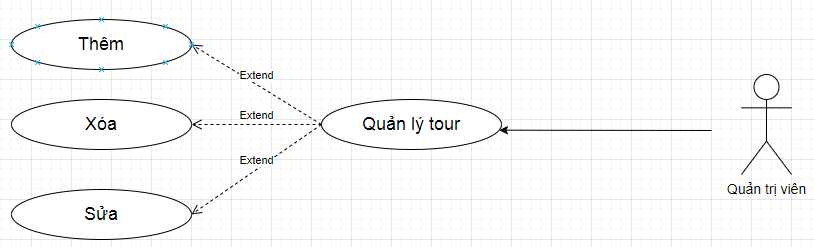 Thêm
Extend
Xóa
Extend
Quản lý tour
Extend
Quản trị viên
Sửa